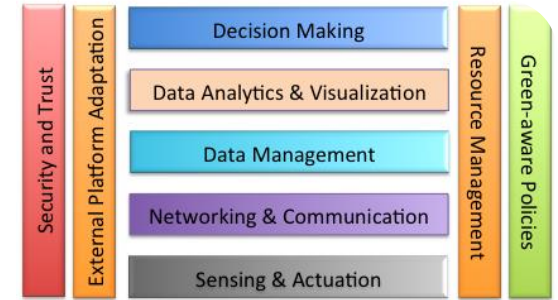 Security and Trust
External Platform Adaptation
Decision Making
Data Analytics & Visualization
Data Management
Networking & Communication
Sensing & Actuation
Resource Management
Green-aware Policies